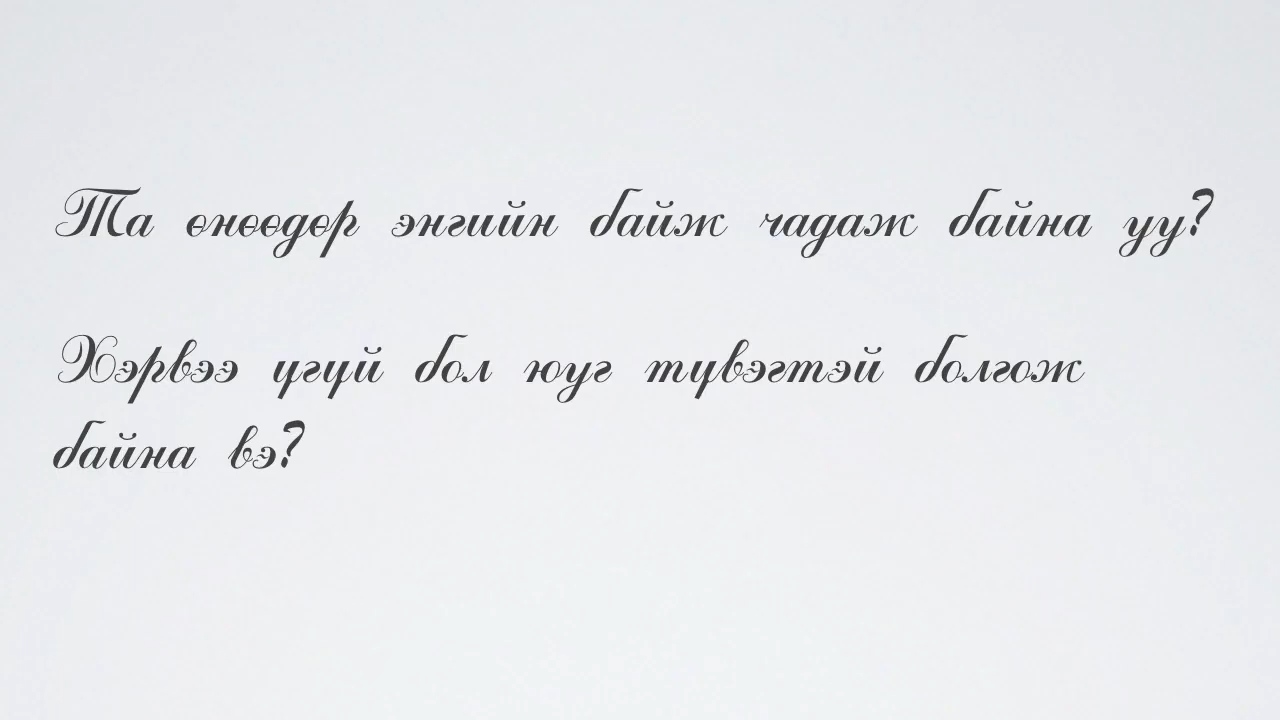 Та өнөөдөр энгийн байж чадаж байна уу?
Хэрвээ үгүй бол юуг түвэгтэй болгож
байна вэ?